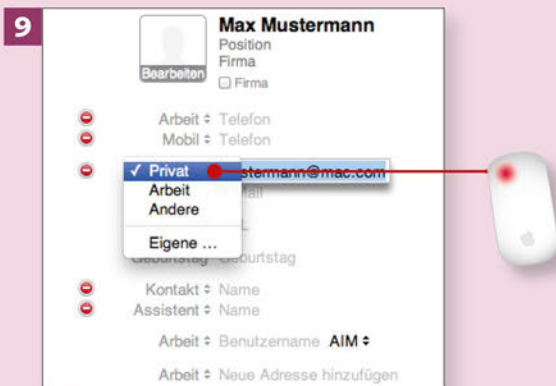 9
Max Mustermann
Position
Firma
Bearbeiten
Firma
Arbeit Telefon
Mobil Telefon
✓ Privat stermann@mac.com
Arbeit
Andere
Eigene ...
Geburtstag Geburtstag
Kontakt Name
Assistent Name
Arbeit Benutzername AIM
Arbeit Neue Adresse hinzufügen